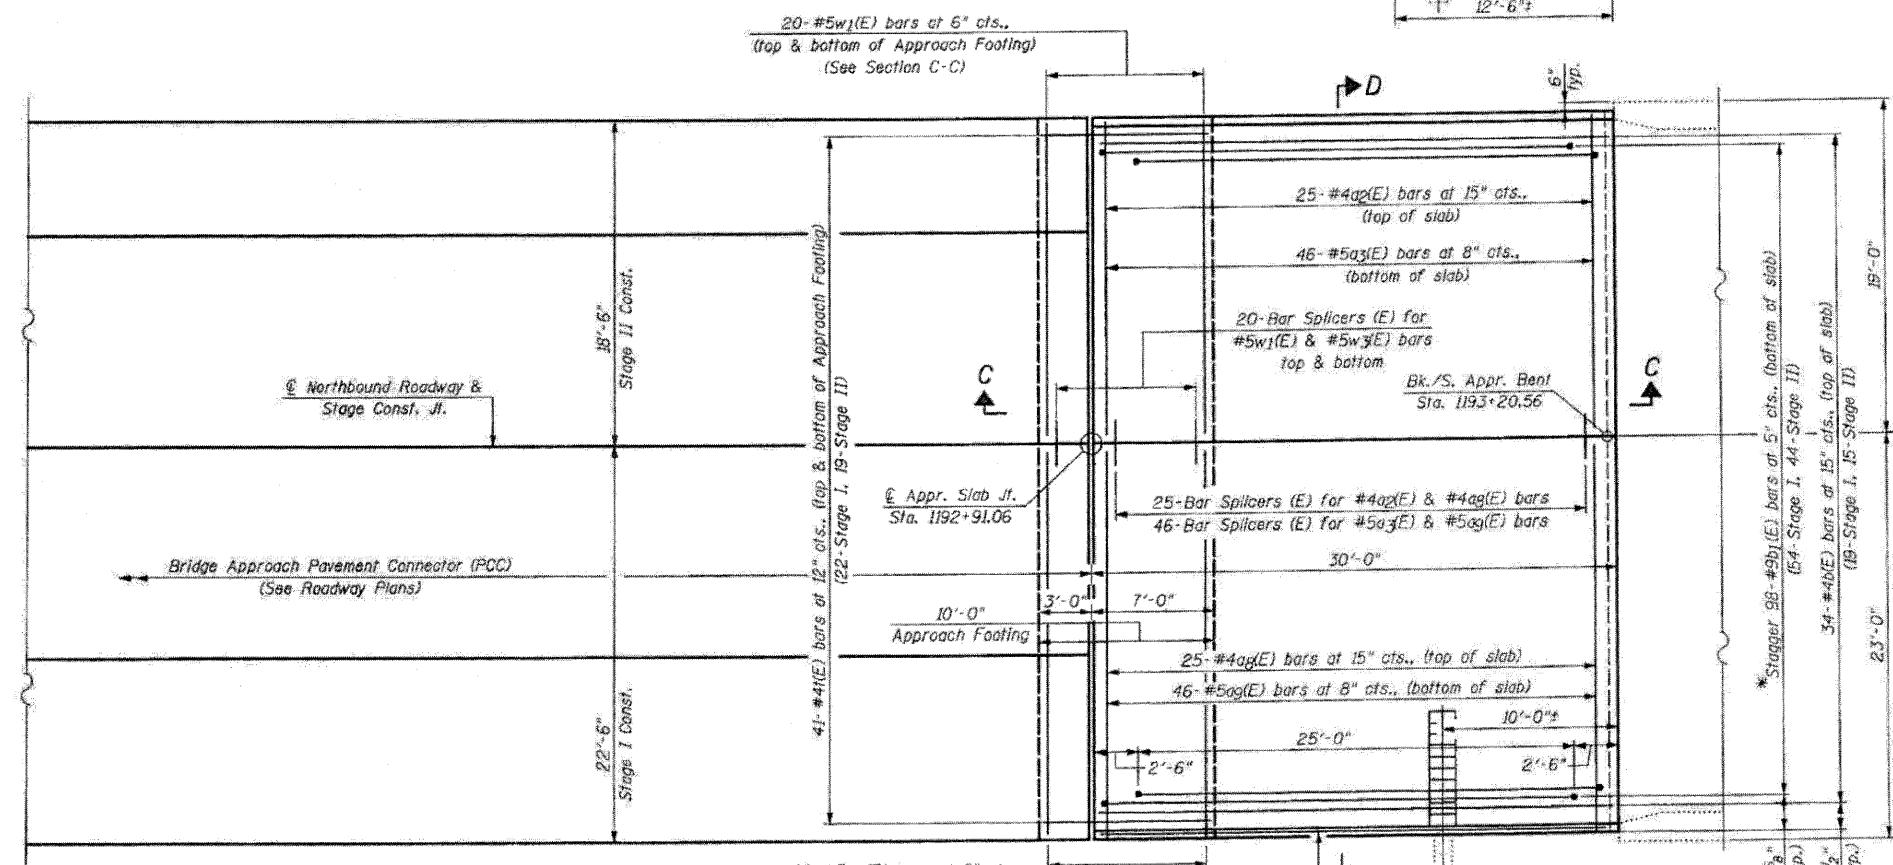 "T" 12'-6"±
20-#5w1(E) bars at 6" cts.,
(top & bottom of Approach Footing)
(See Section C-C)
D
6"
typ.
25-#4a2(E) bars at 15" cts.,
(top of slab)
46-#5a3(E) bars at 8" cts.,
(bottom of slab)
20-Bar Splicers (E) for
#5w1(E) & #5w3(E) bars
top & bottom
Bk./S. Appr. Bent
Sta. 1193+20.56
C
C
18'-6"
Stage II Const.
℄ Northbound Roadway &
Stage Const. Jt.
41-#4t(E) bars at 12" cts., (top & bottom of Approach Footing)
(22-Stage I, 19-Stage II)
℄ Appr. Slab Jt.
Sta. 1192+91.06
25-Bar Splicers (E) for #4a2(E) & #4a8(E) bars
46-Bar Splicers (E) for #5a3(E) & #5a9(E) bars
Bridge Approach Pavement Connector (PCC)
(See Roadway Plans)
30'-0"
3'-0"
7'-0"
10'-0"
Approach Footing
25-#4a8(E) bars at 15" cts., (top of slab)
46-#5a9(E) bars at 8" cts., (bottom of slab)
10'-0"±
25'-0"
2'-6"
2'-6"
22'-6"
Stage I Const.
*Stagger 98-#9b1(E) bars at 5" cts., (bottom of slab)
(54-Stage I, 44-Stage II)
34-#4b(E) bars at 15" cts., (top of slab)
(19-Stage I, 15-Stage II)
19'-0"
23'-0"